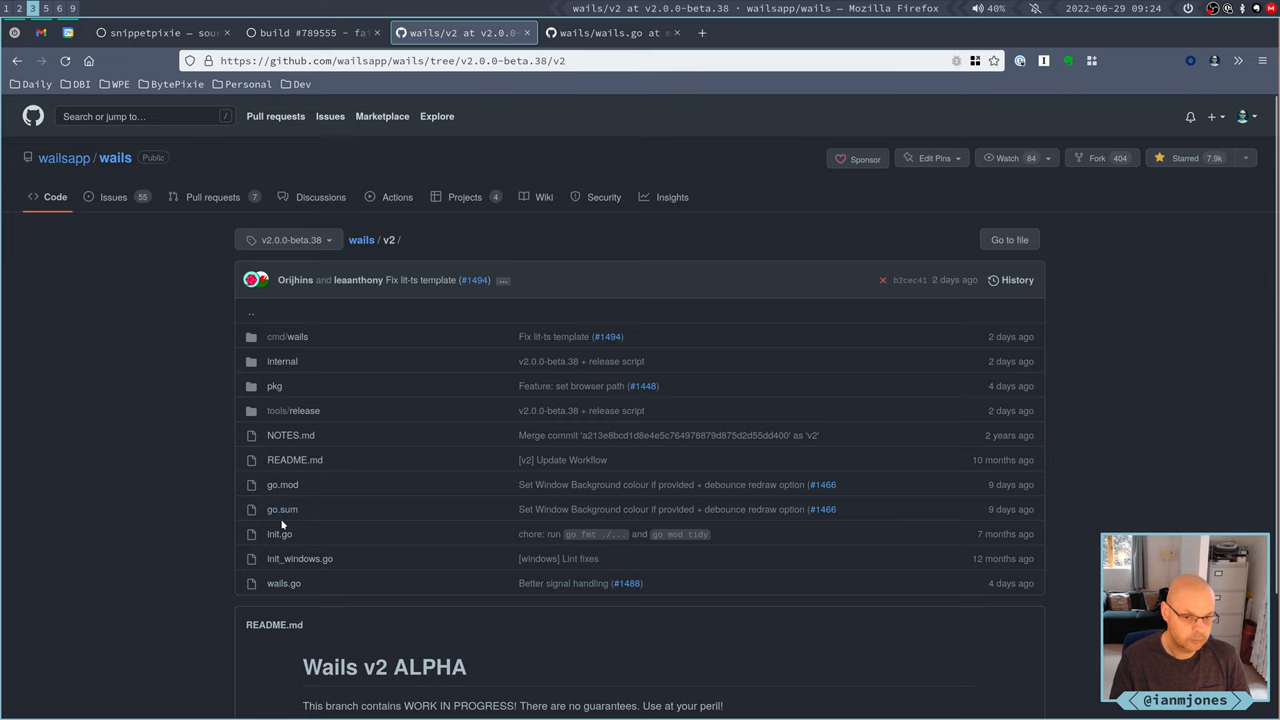 1 2 3 5 6 9 wails/v2 at v2.0.0-beta.38 • wailsapp/wails — Mozilla Firefox 40% 2022-06-29 09:24
snippetpixie — sour × build #789555 - fai × wails/v2 at v2.0.0- × wails/wails.go at m ×
https://github.com/wailsapp/wails/tree/v2.0.0-beta.38/v2
Daily DBI WPE BytePixie Personal Dev
Search or jump to… / Pull requests Issues Marketplace Explore
wailsapp / wails Public Sponsor Edit Pins Watch 84 Fork 404 Starred 7.9k
Code Issues 55 Pull requests 7 Discussions Actions Projects 4 Wiki Security Insights
v2.0.0-beta.38 wails / v2 / Go to file
Orijhins and leaanthony Fix lit-ts template (#1494) … b2cec41 2 days ago History
..
cmd/wails Fix lit-ts template (#1494) 2 days ago
internal v2.0.0-beta.38 + release script 2 days ago
pkg Feature: set browser path (#1448) 4 days ago
tools/release v2.0.0-beta.38 + release script 2 days ago
NOTES.md Merge commit 'a213e8bcd1d8e4e5c764978879d875d2d55dd400' as 'v2' 2 years ago
README.md [v2] Update Workflow 10 months ago
go.mod Set Window Background colour if provided + debounce redraw option (#1466 9 days ago
go.sum Set Window Background colour if provided + debounce redraw option (#1466 9 days ago
init.go chore: run go fmt ./... and go mod tidy 7 months ago
init_windows.go [windows] Lint fixes 12 months ago
wails.go Better signal handling (#1488) 4 days ago
README.md
Wails v2 ALPHA
This branch contains WORK IN PROGRESS! There are no guarantees. Use at your peril!
@ianmjones